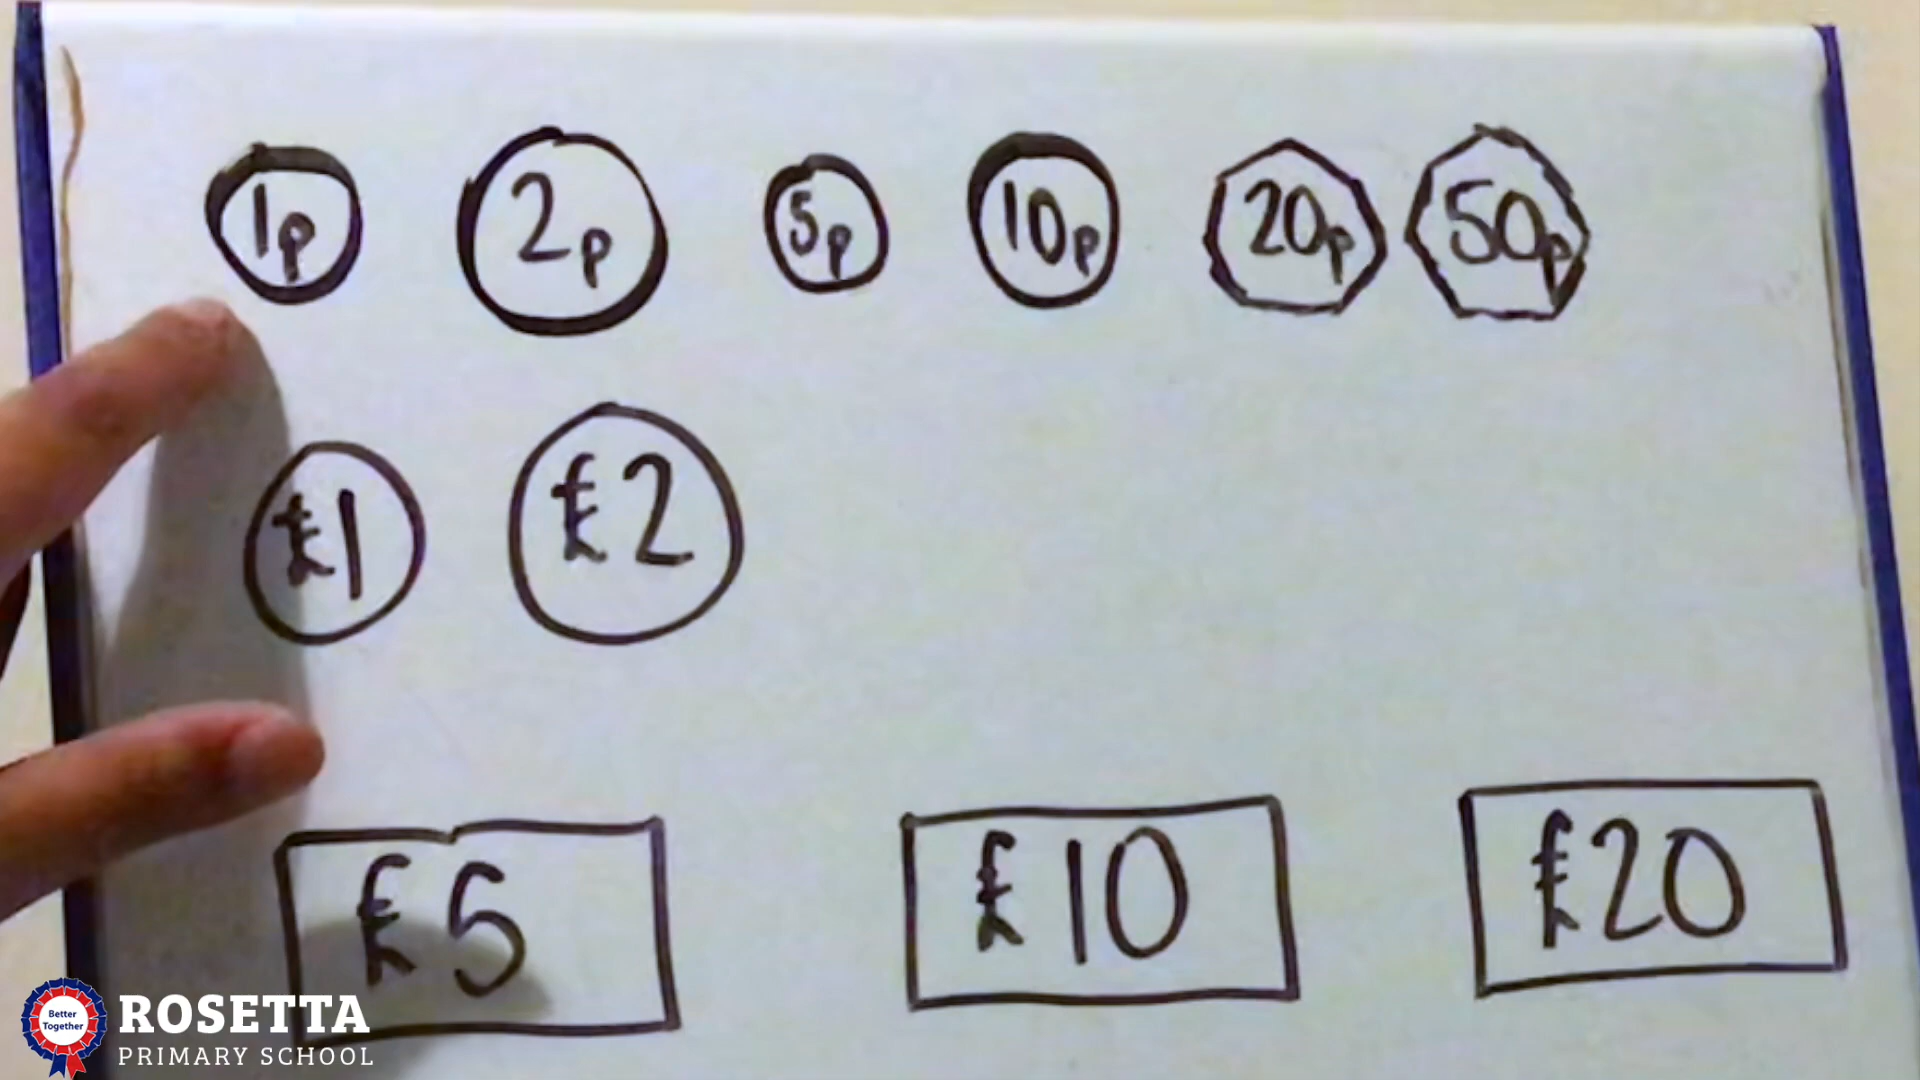 1p 2p 5p 10p 20p 50p
£1 £2
£5 £10 £20
Better
Together
ROSETTA
PRIMARY SCHOOL